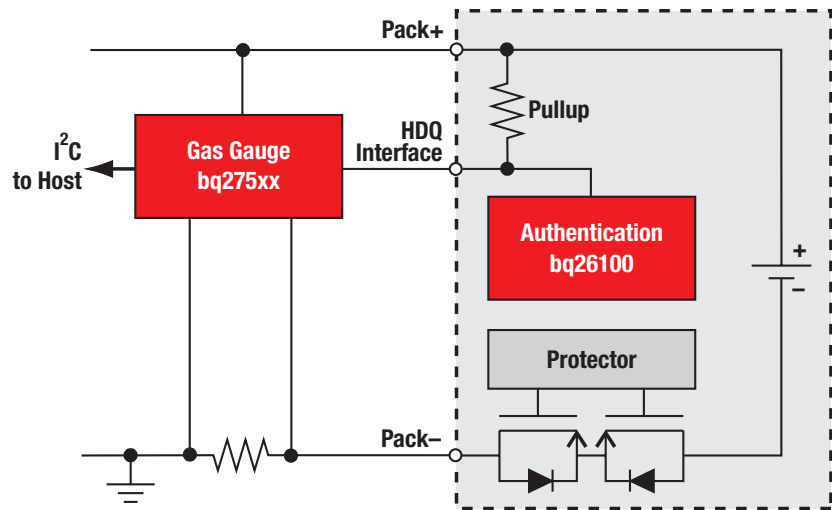 Pack+
Pullup
HDQ
Interface
I²C
to Host
Gas Gauge
bq275xx
Authentication
bq26100
+
–
Protector
Pack–